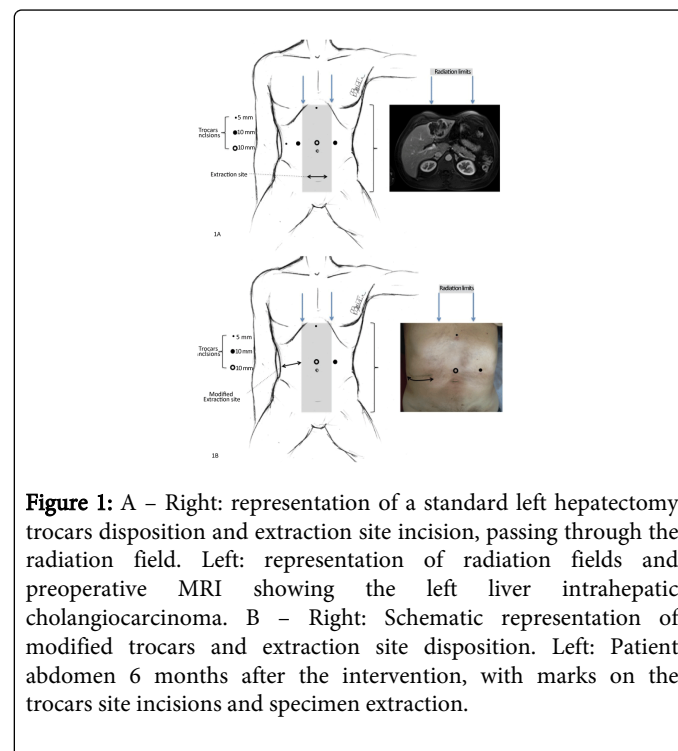 Radiation limits
5 mm
Trocars
incisions
10 mm
10 mm
Extraction site
1A
Radiation limits
5 mm
Trocars
incisions
10 mm
10 mm
Modified
Extraction site
1B
Figure 1: A – Right: representation of a standard left hepatectomy
trocars disposition and extraction site incision, passing through the
radiation field. Left: representation of radiation fields and
preoperative MRI showing the left liver intrahepatic
cholangiocarcinoma. B – Right: Schematic representation of
modified trocars and extraction site disposition. Left: Patient
abdomen 6 months after the intervention, with marks on the
trocars site incisions and specimen extraction.